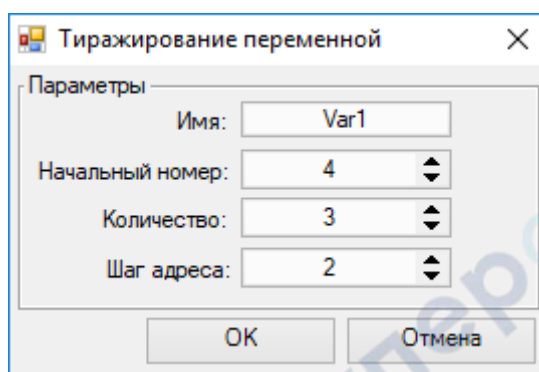 Тиражирование переменной
Параметры
Имя: Var1
Начальный номер: 4
Количество: 3
Шаг адреса: 2
OK Отмена